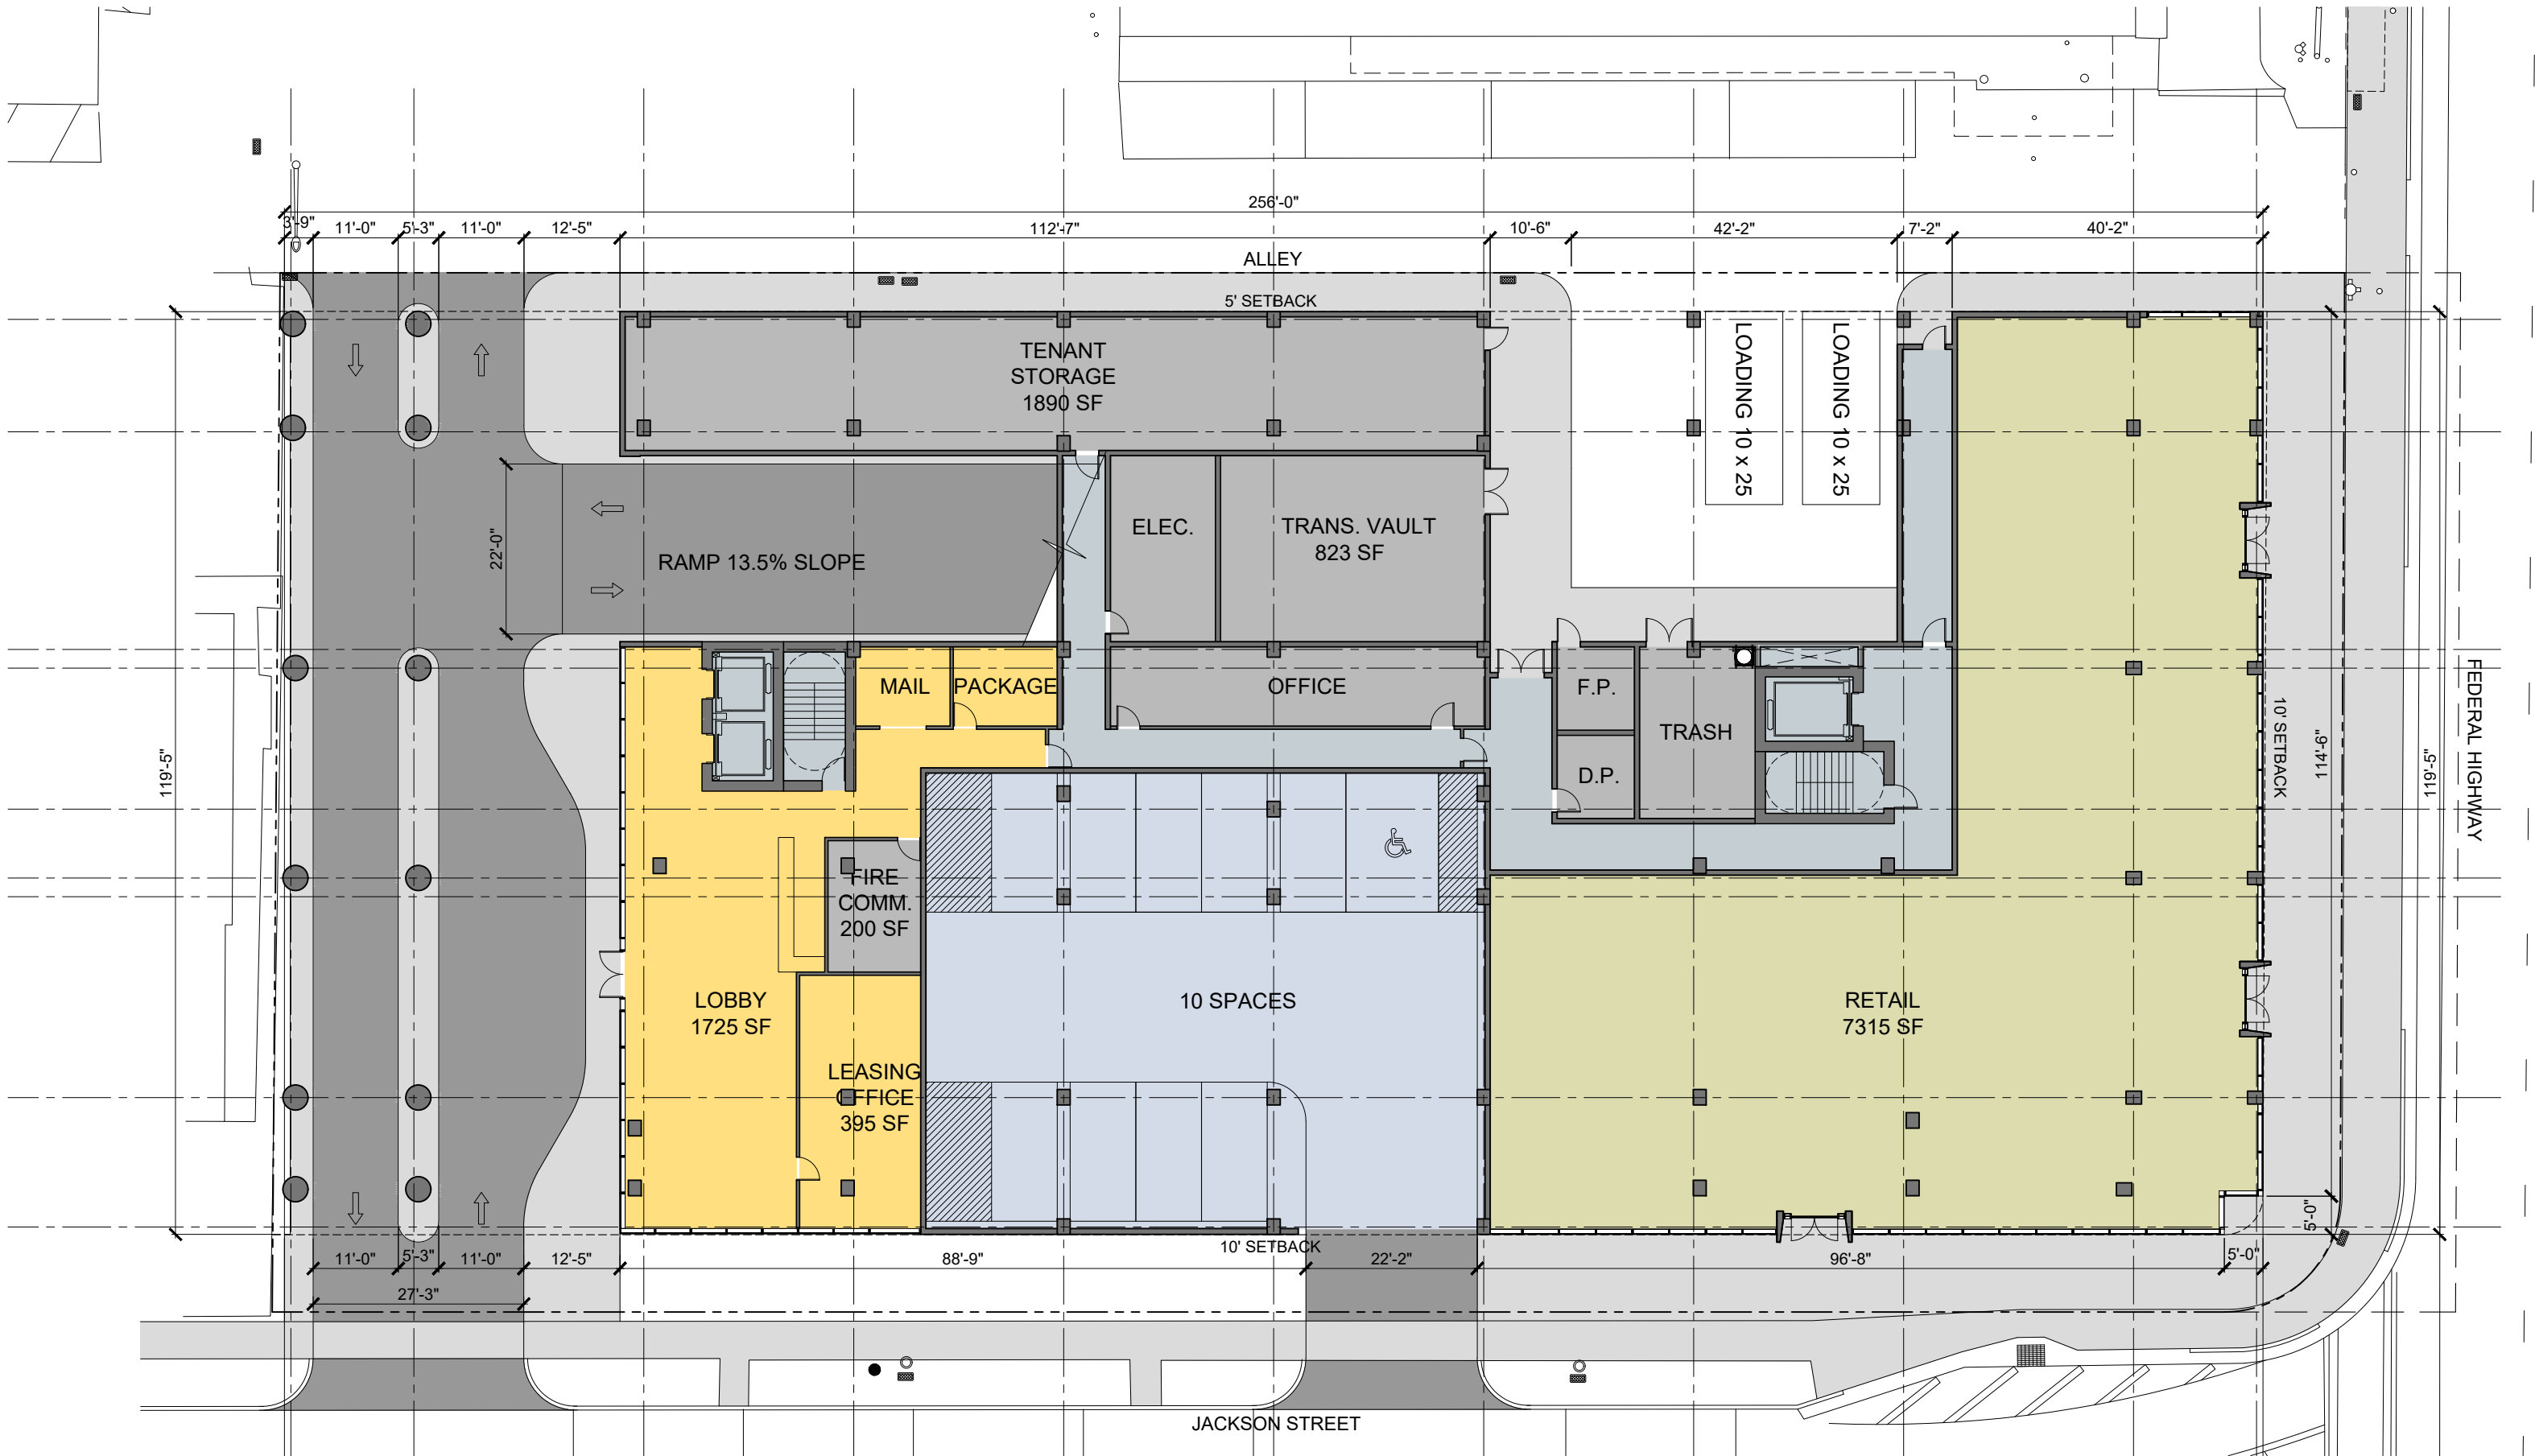 256'-0"
3'-9"
11'-0"
5'-3"
11'-0"
12'-5"
112'-7"
10'-6"
42'-2"
7'-2"
40'-2"
ALLEY
5' SETBACK
TENANT
STORAGE
1890 SF
LOADING 10 x 25
LOADING 10 x 25
ELEC.
TRANS. VAULT
823 SF
22'-0"
RAMP 13.5% SLOPE
MAIL
PACKAGE
OFFICE
F.P.
TRASH
D.P.
119'-5"
10' SETBACK
114'-6"
119'-5"
FEDERAL HIGHWAY
FIRE
COMM.
200 SF
LOBBY
1725 SF
10 SPACES
RETAIL
7315 SF
LEASING
OFFICE
395 SF
5'-0"
10' SETBACK
11'-0"
5'-3"
11'-0"
12'-5"
88'-9"
22'-2"
96'-8"
5'-0"
27'-3"
JACKSON STREET